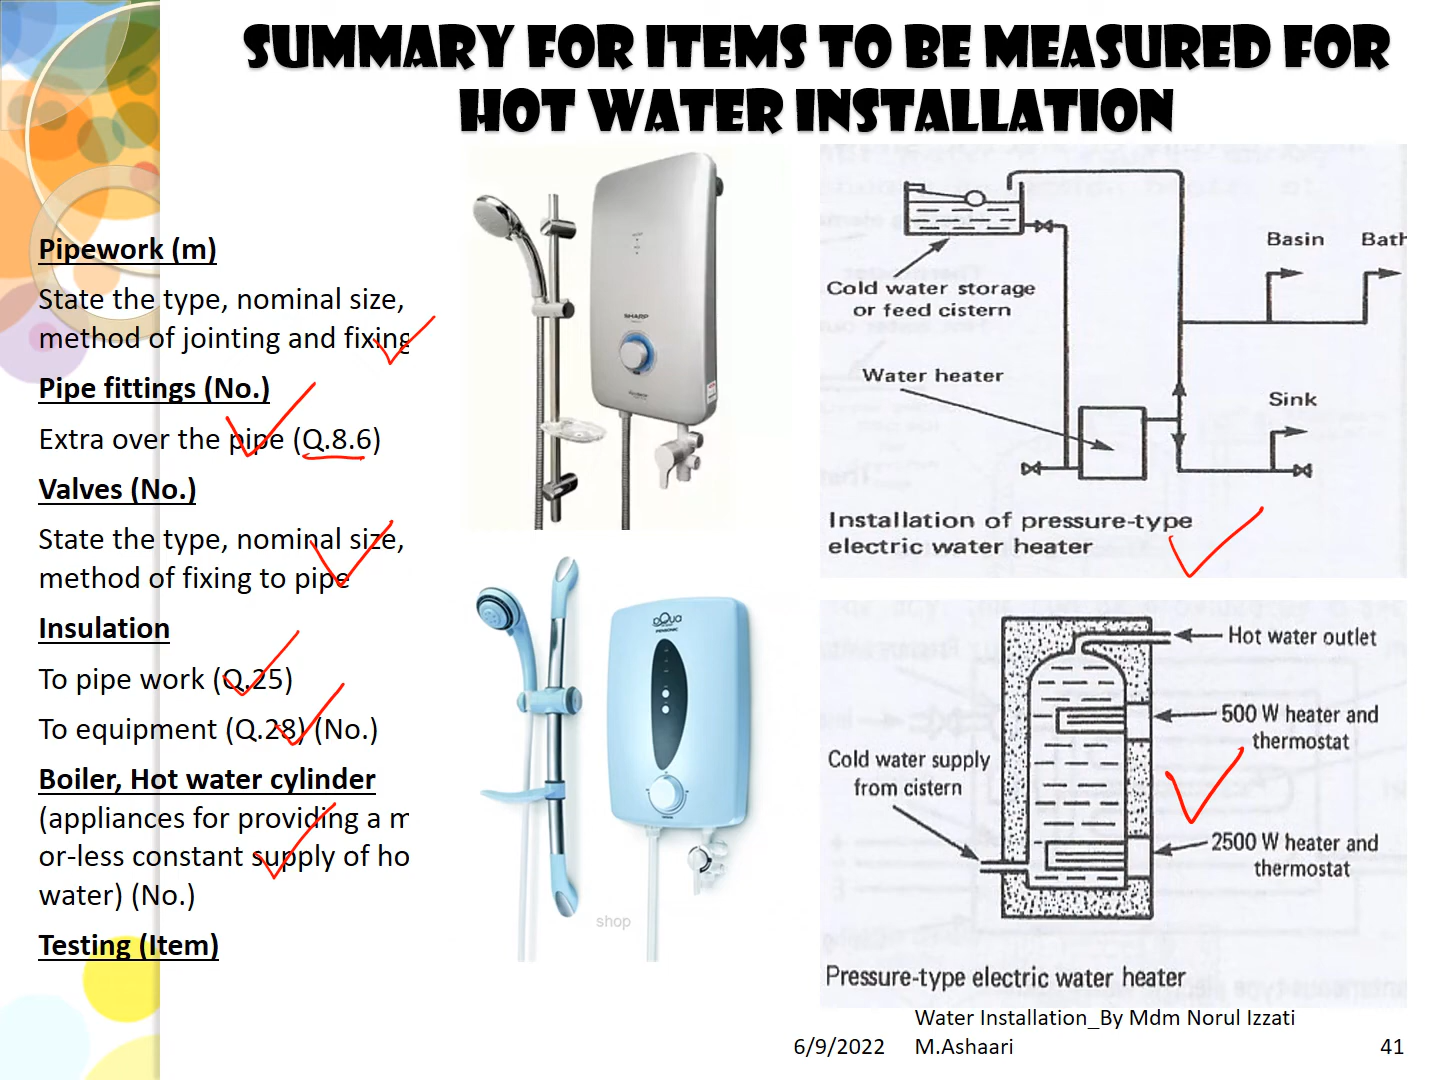 SUMMARY FOR ITEMS TO BE MEASURED FOR
HOT WATER INSTALLATION
Pipework (m)
State the type, nominal size,
method of jointing and fixing
Pipe fittings (No.)
Extra over the pipe (Q.8.6)
Valves (No.)
State the type, nominal size,
method of fixing to pipe
Insulation
To pipe work (Q.25)
To equipment (Q.28) (No.)
Boiler, Hot water cylinder
(appliances for providing a m
or-less constant supply of ho
water) (No.)
Testing (Item)
SHARP
aqua
PENSONIC
shop
Cold water storage
or feed cistern
Basin
Bath
Water heater
Sink
Installation of pressure-type
electric water heater
Hot water outlet
500 W heater and
thermostat
Cold water supply
from cistern
2500 W heater and
thermostat
Pressure-type electric water heater
6/9/2022
Water Installation_By Mdm Norul Izzati
M.Ashaari
41